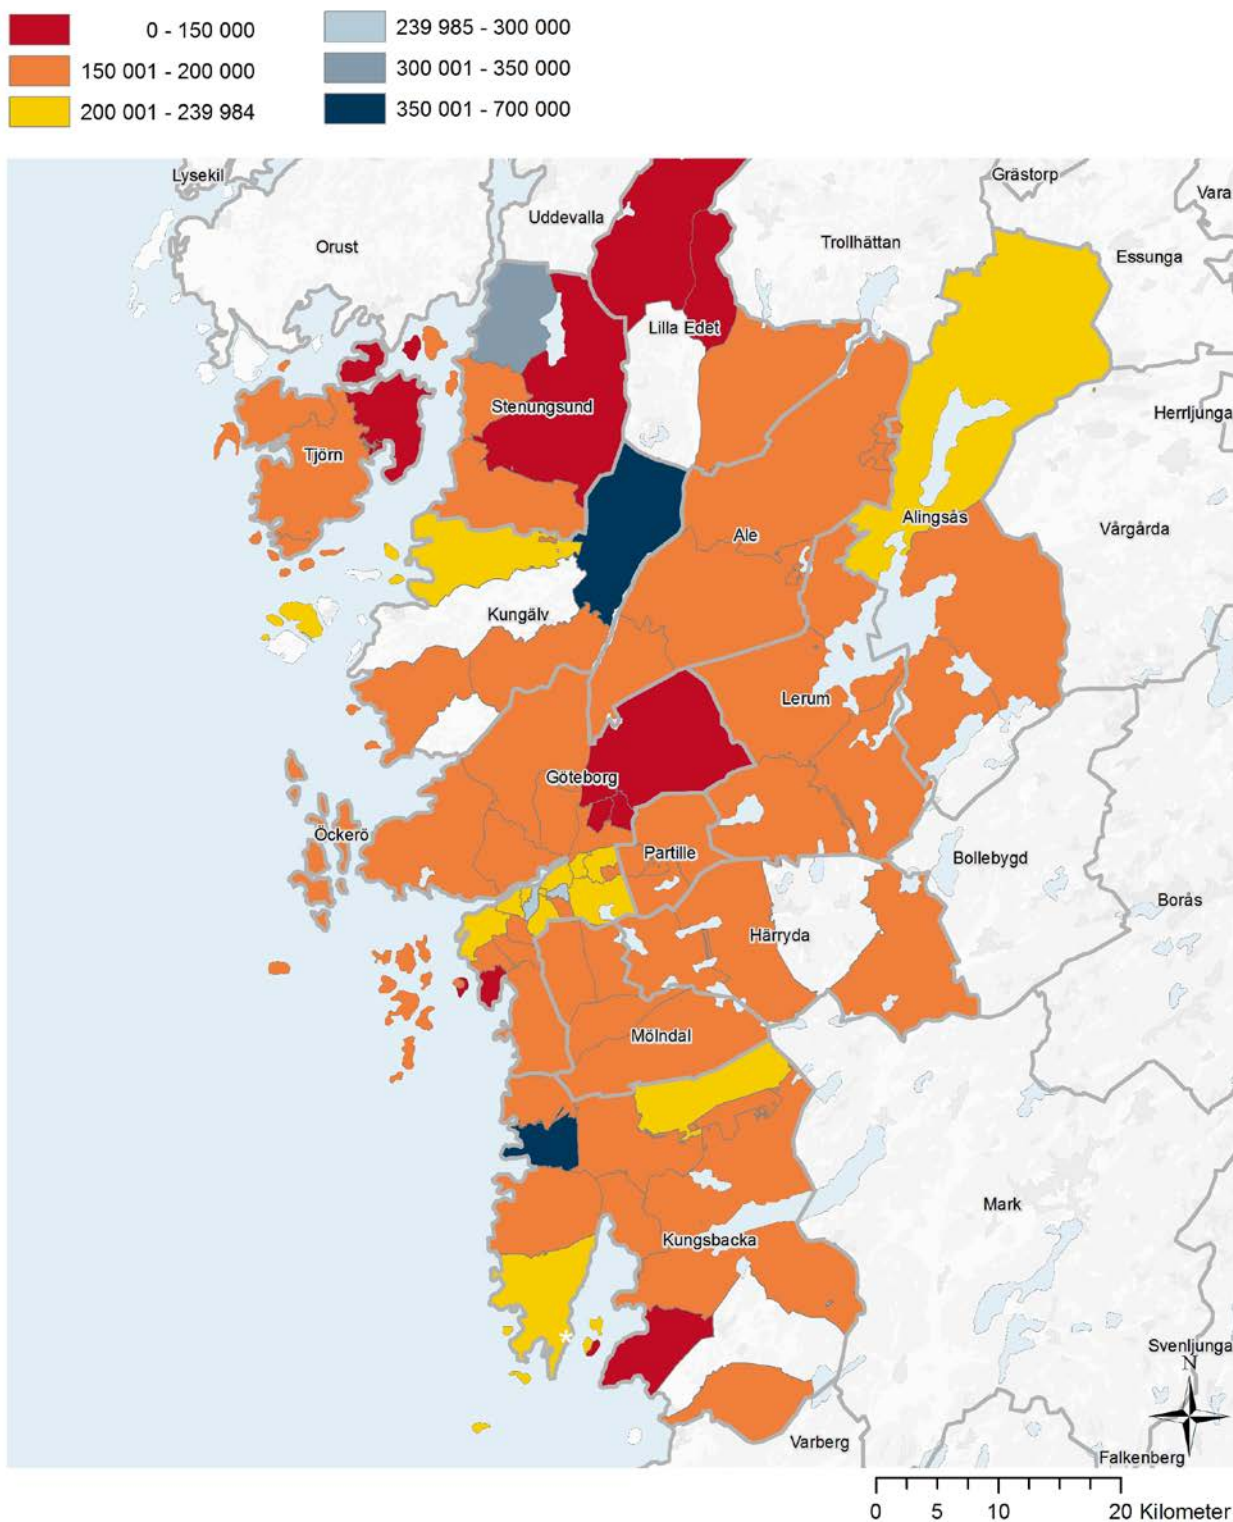 0 - 150 000
150 001 - 200 000
200 001 - 239 984
239 985 - 300 000
300 001 - 350 000
350 001 - 700 000
Lysekil
Grästorp
Vara
Uddevalla
Orust
Trollhättan
Essunga
Lilla Edet
Stenungsund
Herrljunga
Tjörn
Alingsås
Vårgårda
Ale
Kungälv
Lerum
Göteborg
Öckerö
Partille
Bollebygd
Borås
Härryda
Mölndal
Mark
Kungsbacka
*
Svenljunga
N
Varberg
Falkenberg
0 5 10 20 Kilometer